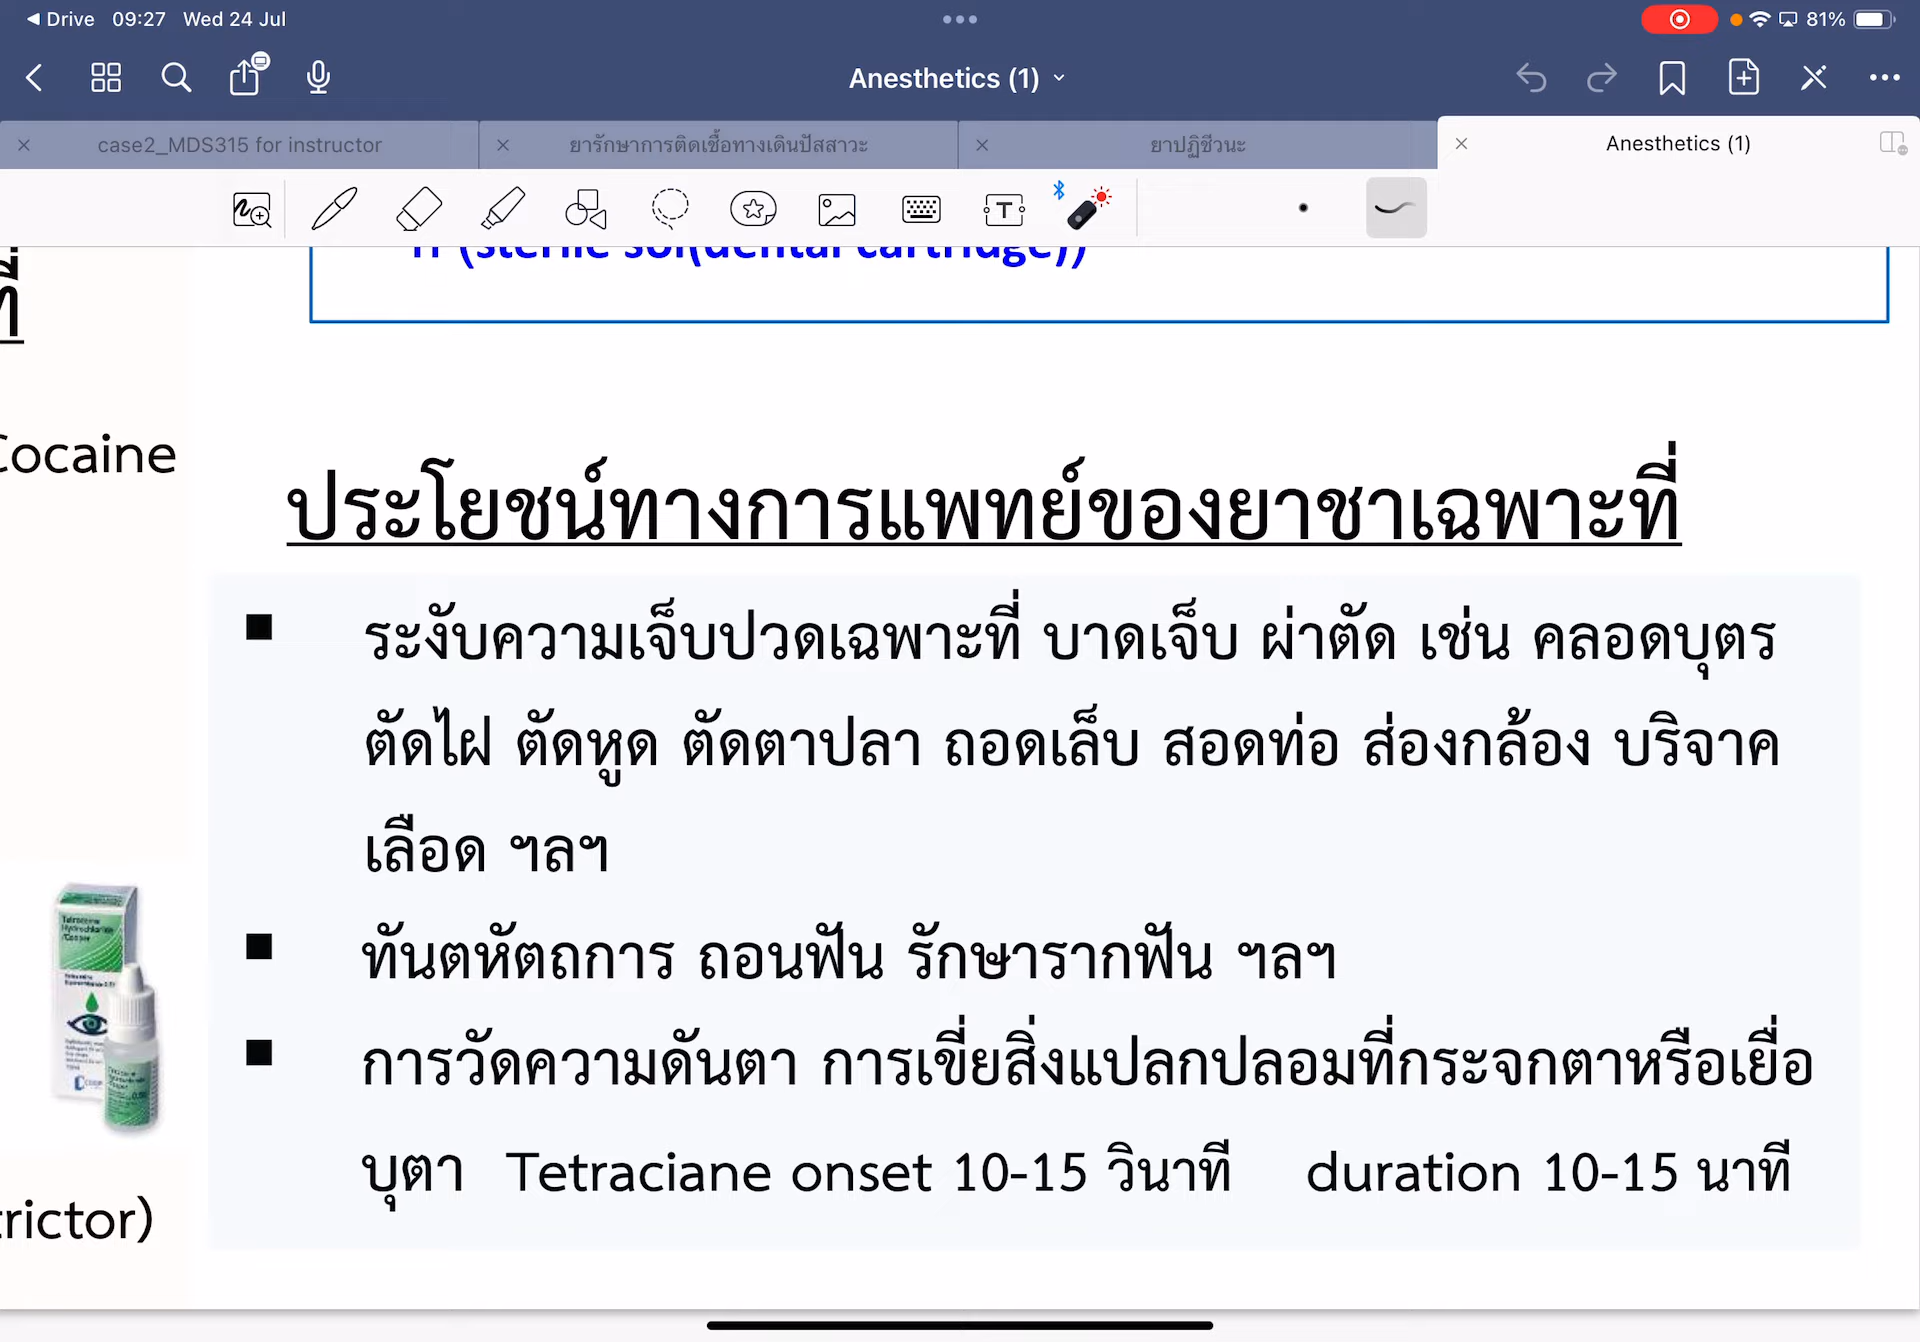 Drive 09:27 Wed 24 Jul
81%
Anesthetics (1)
case2_MDS315 for instructor
ยารักษาการติดเชื้อทางเดินปัสสาวะ
ยาปฏิชีวนะ
Anesthetics (1)
(sterile sol(dental cartridge))
Cocaine
ประโยชน์ทางการแพทย์ของยาชาเฉพาะที่
ระงับความเจ็บปวดเฉพาะที่ บาดเจ็บ ผ่าตัด เช่น คลอดบุตร
ตัดไฝ ตัดหูด ตัดตาปลา ถอดเล็บ สอดท่อ ส่องกล้อง บริจาค
เลือด ฯลฯ
ทันตหัตถการ ถอนฟัน รักษารากฟัน ฯลฯ
การวัดความดันตา การเขี่ยสิ่งแปลกปลอมที่กระจกตาหรือเยื่อ
บุตา Tetraciane onset 10-15 วินาที duration 10-15 นาที
trictor)